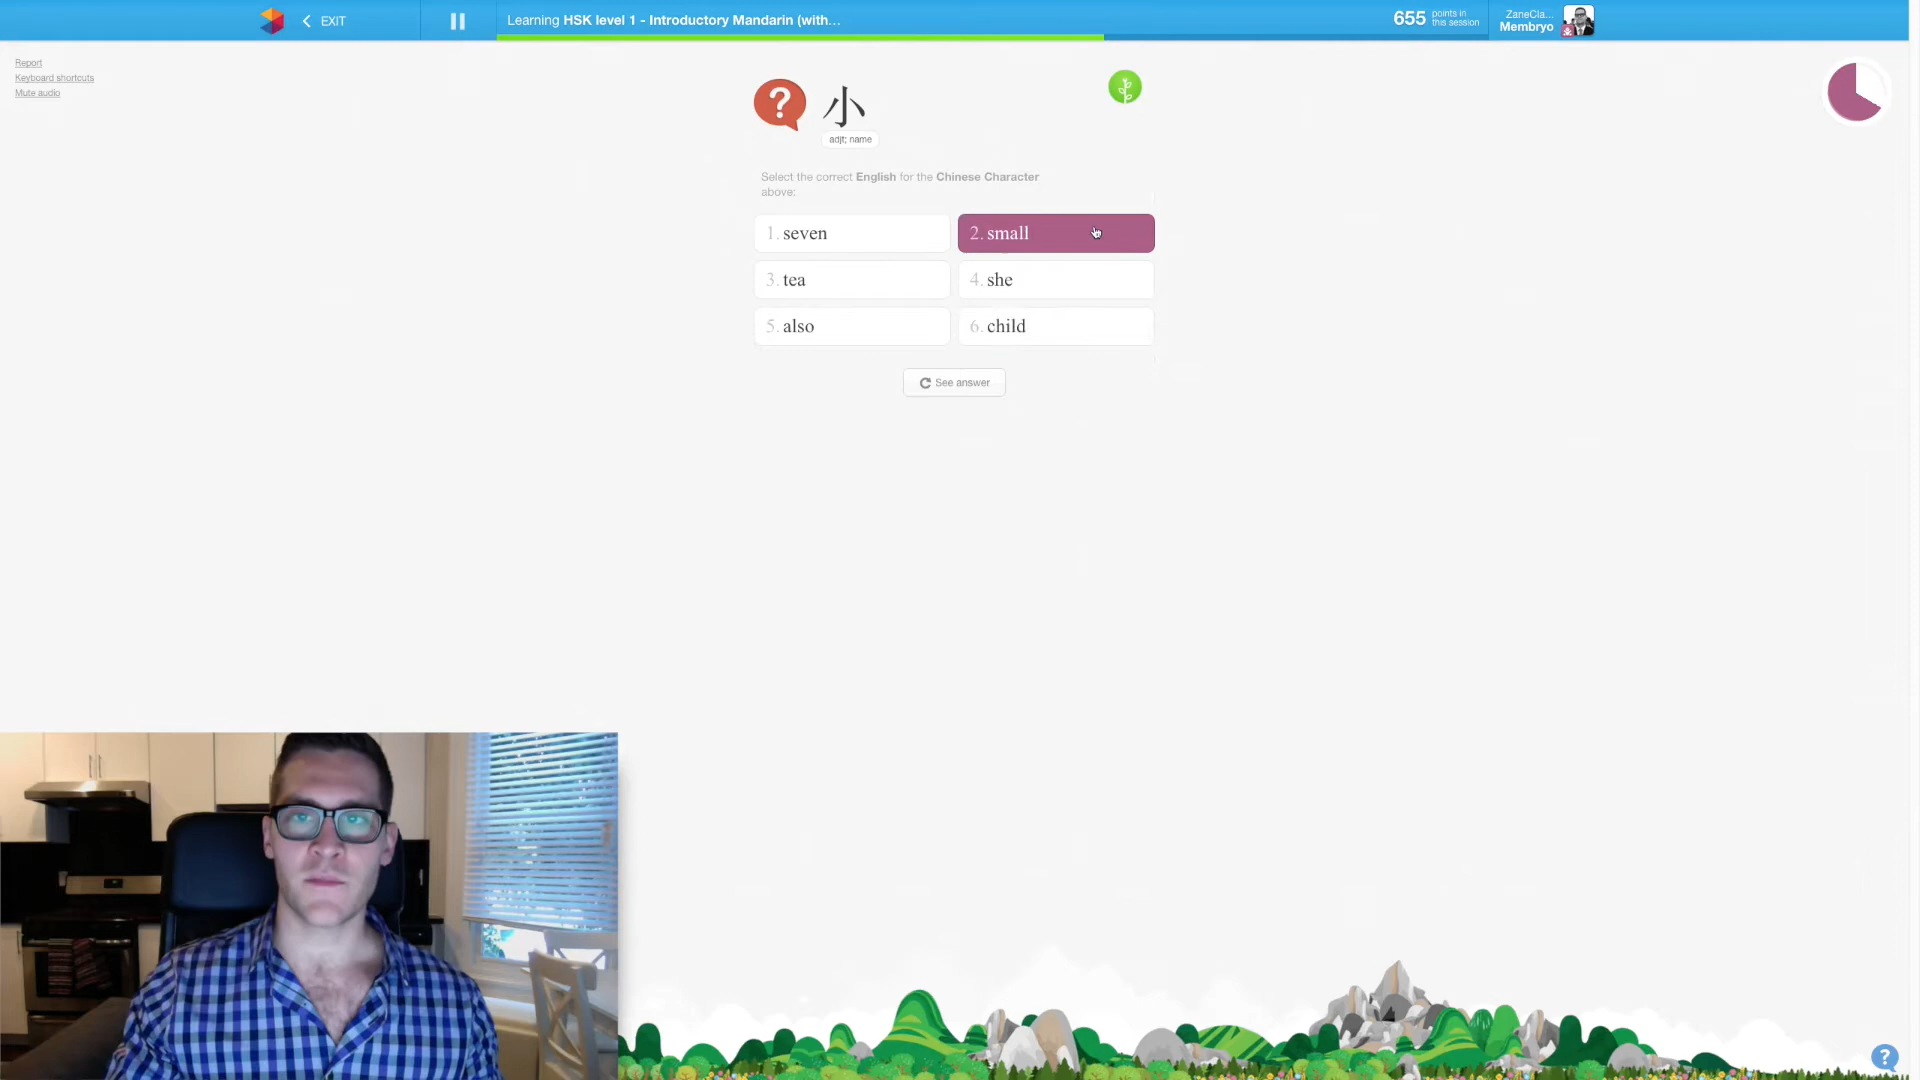 EXIT
Learning HSK level 1 - Introductory Mandarin (with...
655 points in this session
ZaneCla...
Membryo
Report
Keyboard shortcuts
Mute audio
?
小
adjt; name
Select the correct English for the Chinese Character
above:
1. seven
2. small
3. tea
4. she
5. also
6. child
See answer
?